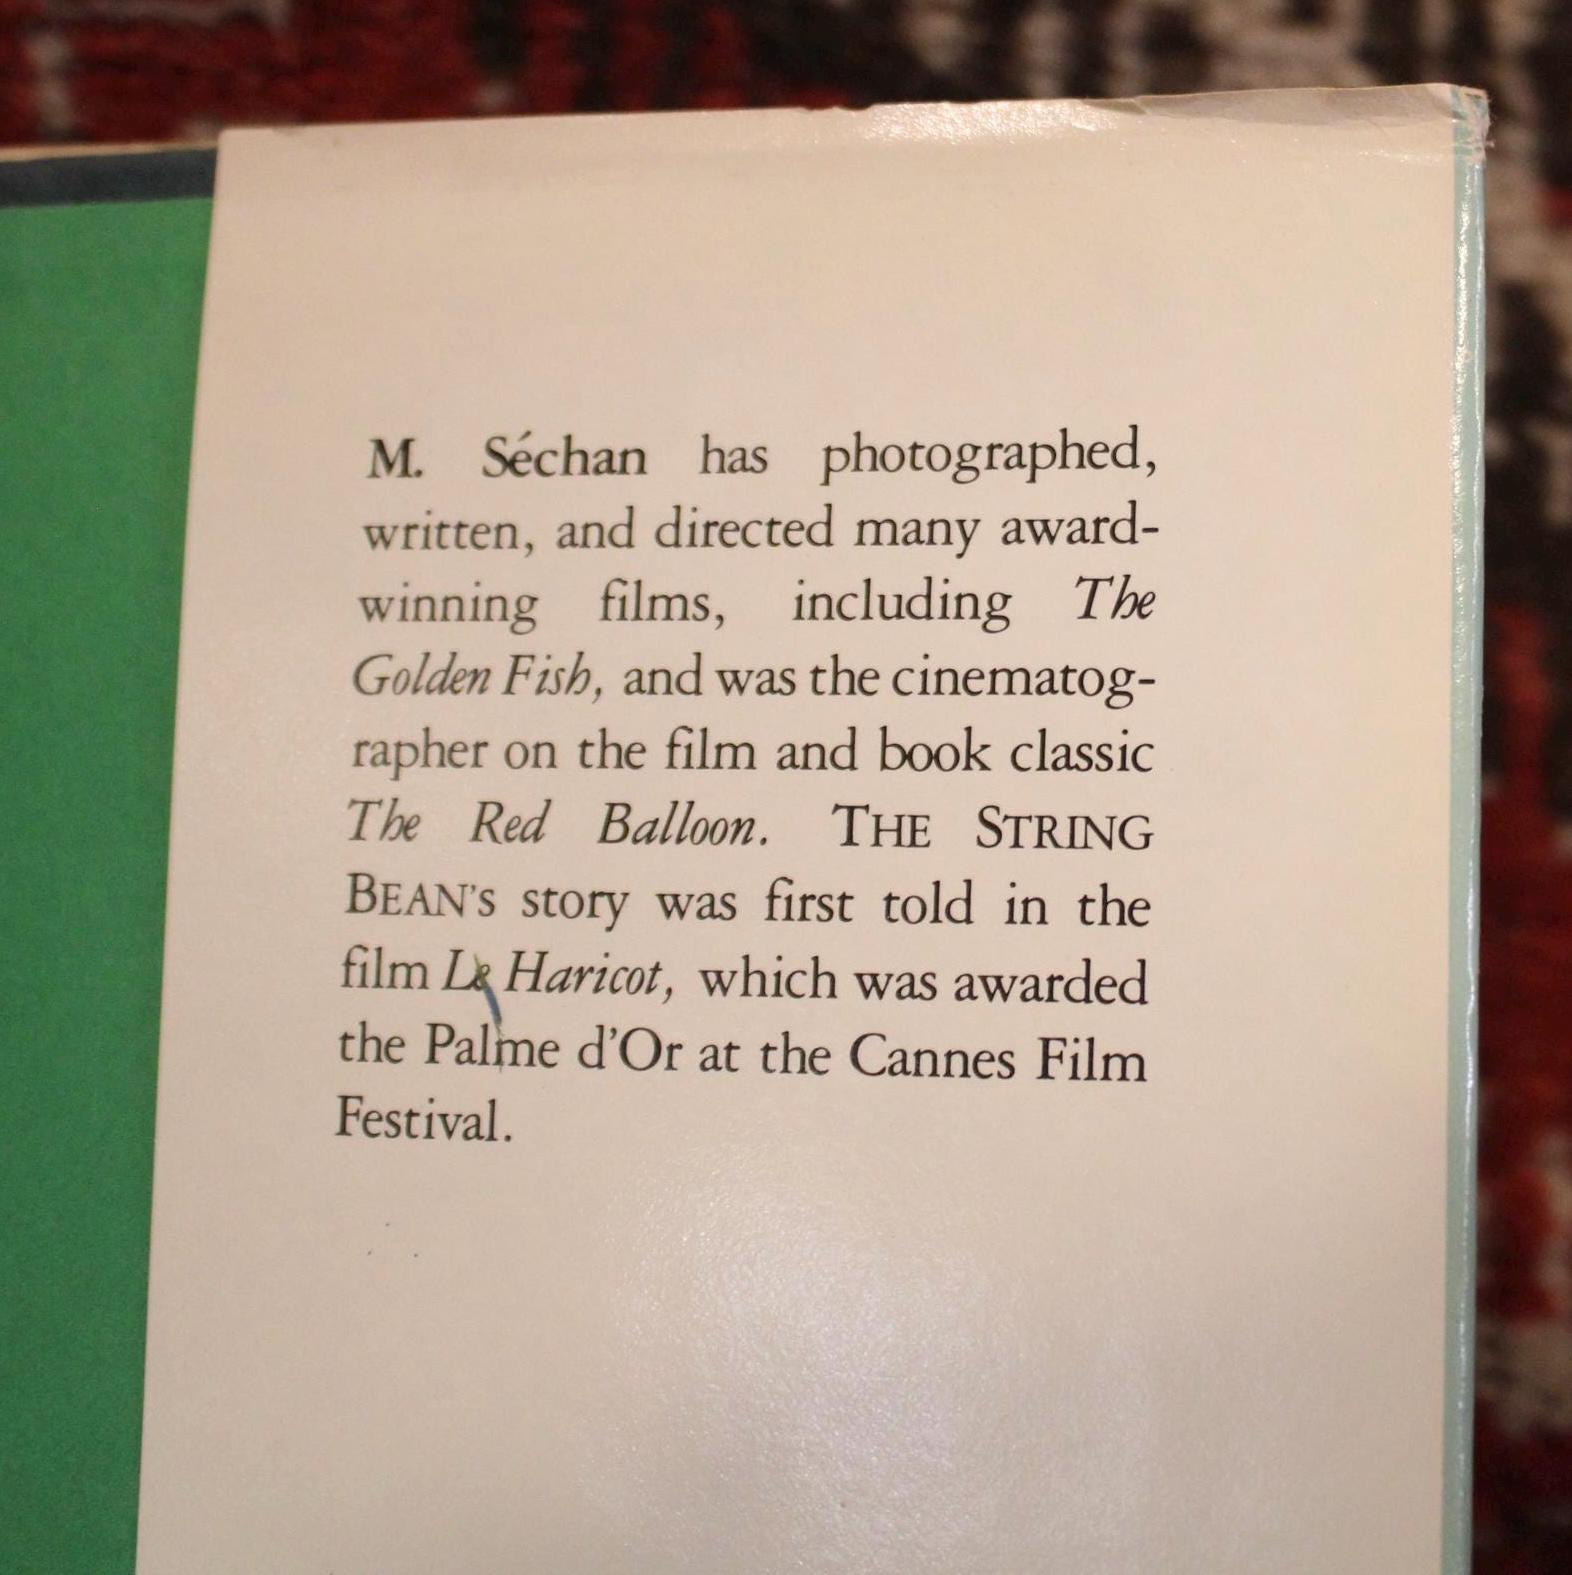 M. Séchan has photographed,
written, and directed many award-
winning films, including The
Golden Fish, and was the cinematog-
rapher on the film and book classic
The Red Balloon. THE STRING
BEAN'S story was first told in the
film Le Haricot, which was awarded
the Palme d'Or at the Cannes Film
Festival.